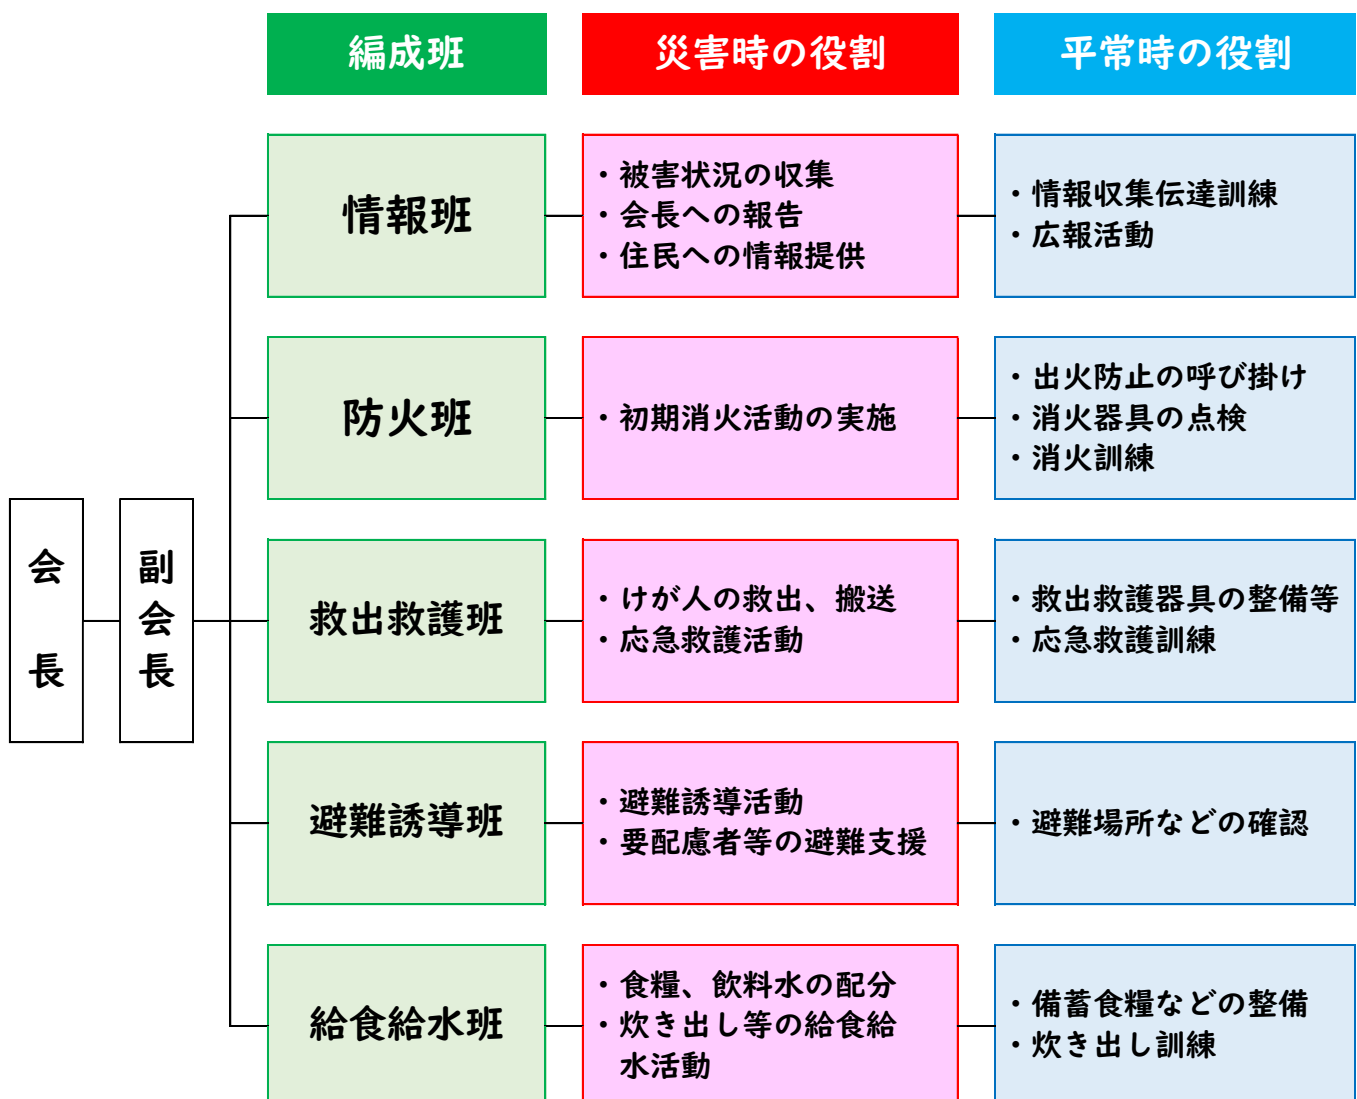 編成班
災害時の役割
平常時の役割
会長
副会長
情報班
・被害状況の収集
・会長への報告
・住民への情報提供
・情報収集伝達訓練
・広報活動
防火班
・初期消火活動の実施
・出火防止の呼び掛け
・消火器具の点検
・消火訓練
救出救護班
・けが人の救出、搬送
・応急救護活動
・救出救護器具の整備等
・応急救護訓練
避難誘導班
・避難誘導活動
・要配慮者等の避難支援
・避難場所などの確認
給食給水班
・食糧、飲料水の配分
・炊き出し等の給食給
水活動
・備蓄食糧などの整備
・炊き出し訓練